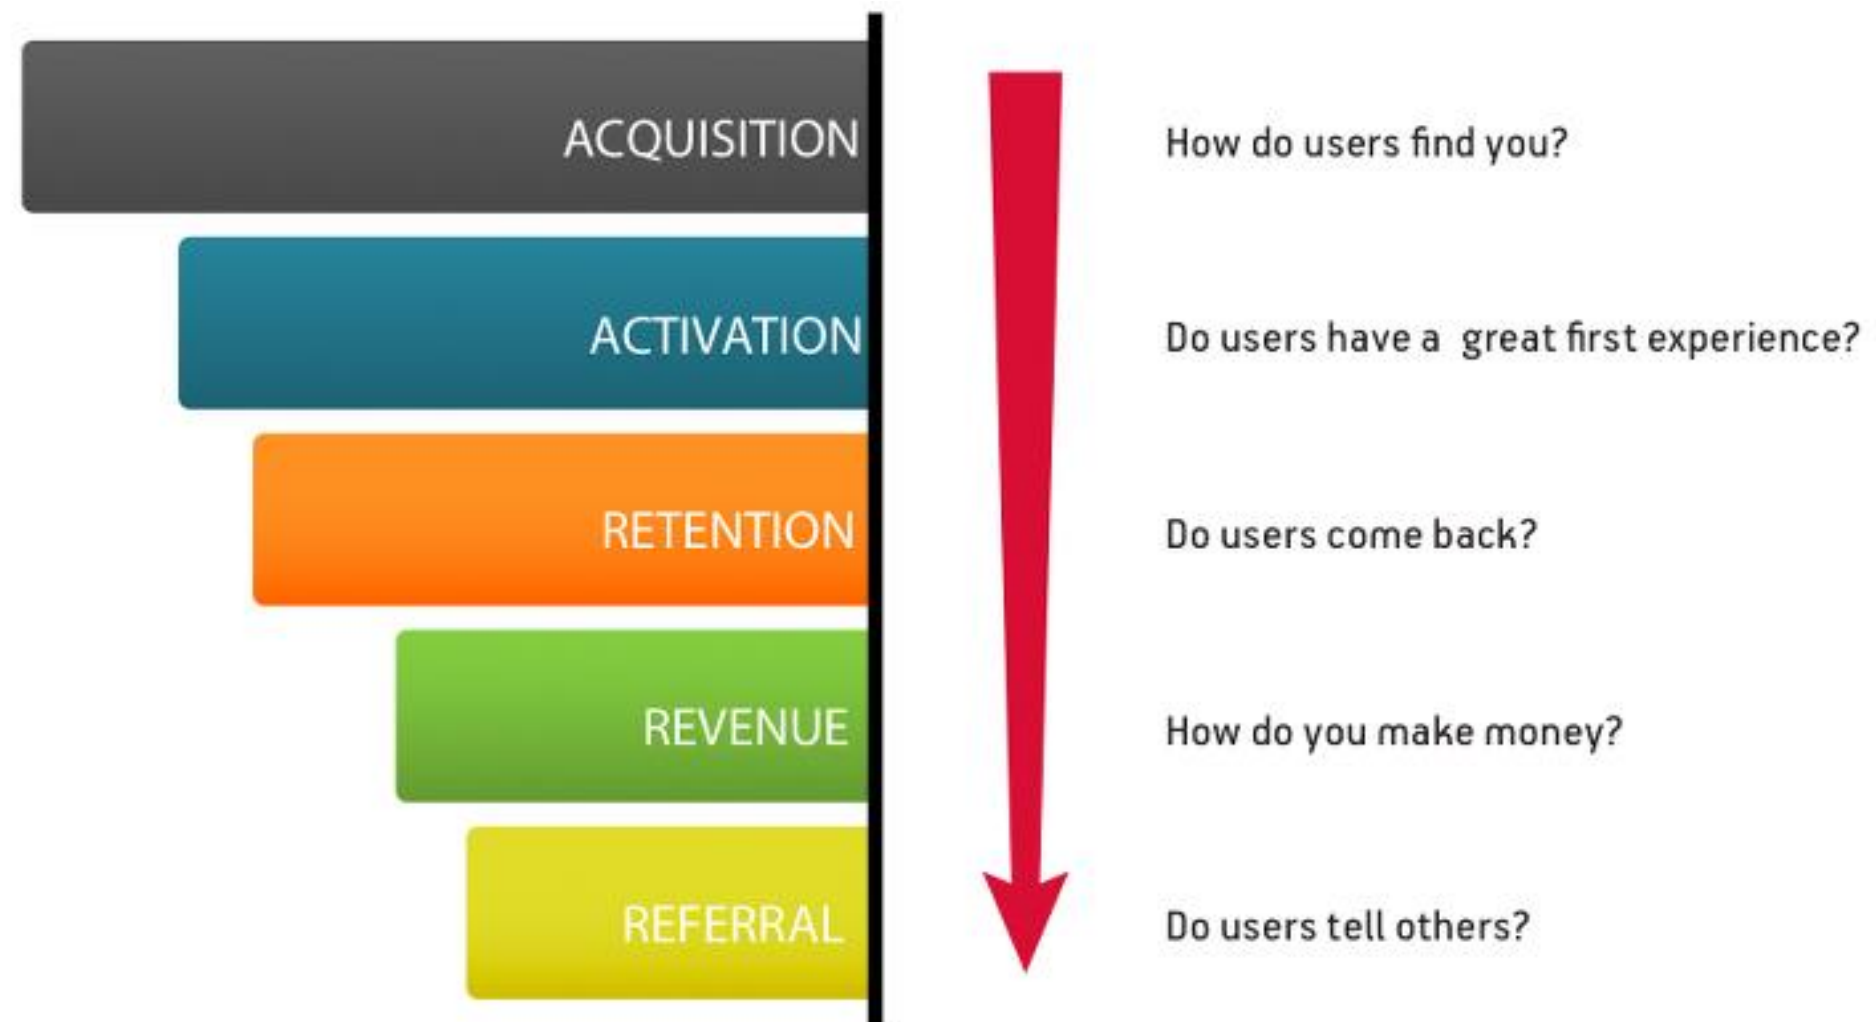 ACQUISITION
How do users find you?
ACTIVATION
Do users have a great first experience?
RETENTION
Do users come back?
REVENUE
How do you make money?
REFERRAL
Do users tell others?